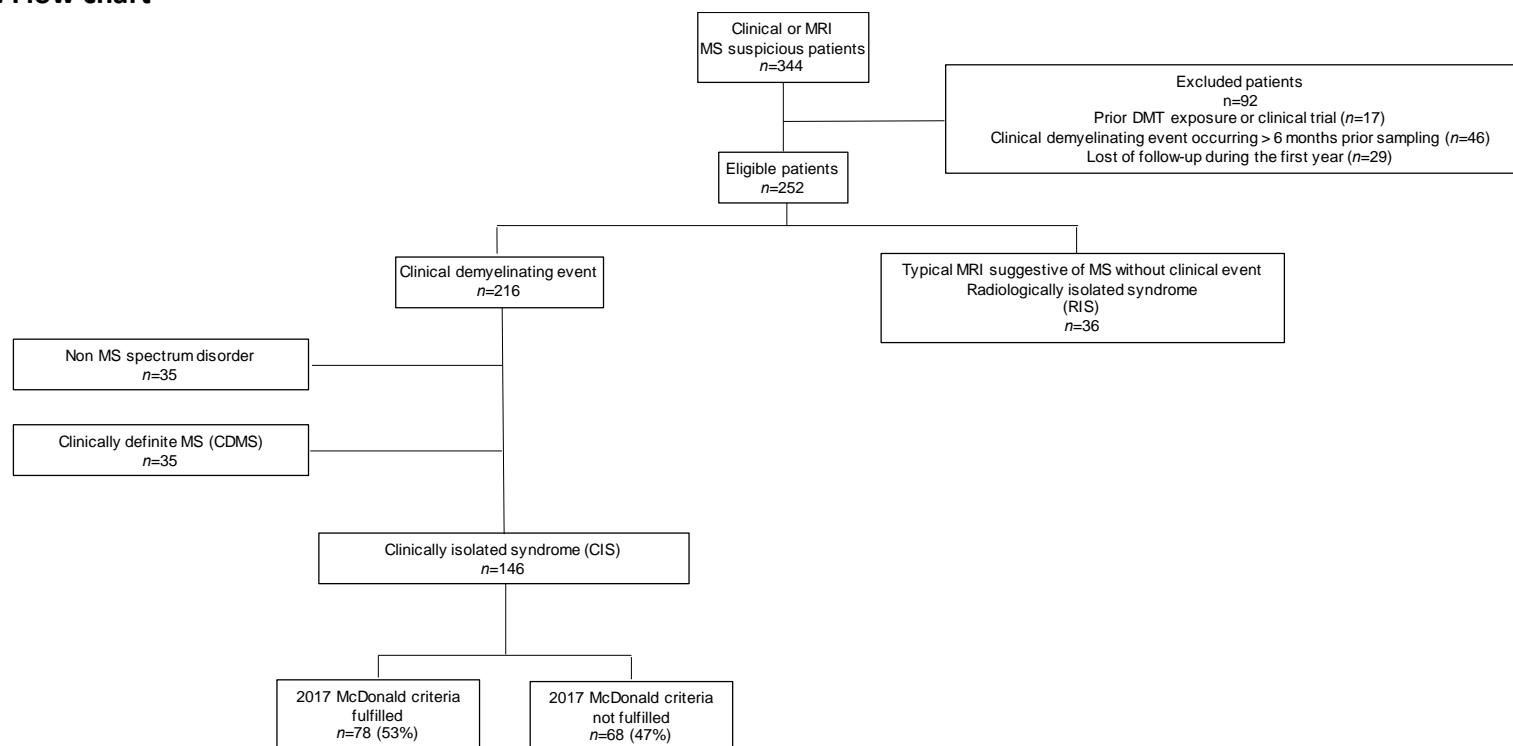 Flow chart
Clinical or MRI
MS suspicious patients
n=344
Excluded patients
n=92
Prior DMT exposure or clinical trial (n=17)
Clinical demyelinating event occurring > 6 months prior sampling (n=46)
Lost of follow-up during the first year (n=29)
Eligible patients
n=252
Clinical demyelinating event
n=216
Typical MRI suggestive of MS without clinical event
Radiologically isolated syndrome
(RIS)
n=36
Non MS spectrum disorder
n=35
Clinically definite MS (CDMS)
n=35
Clinically isolated syndrome (CIS)
n=146
2017 McDonald criteria
fulfilled
n=78 (53%)
2017 McDonald criteria
not fulfilled
n=68 (47%)